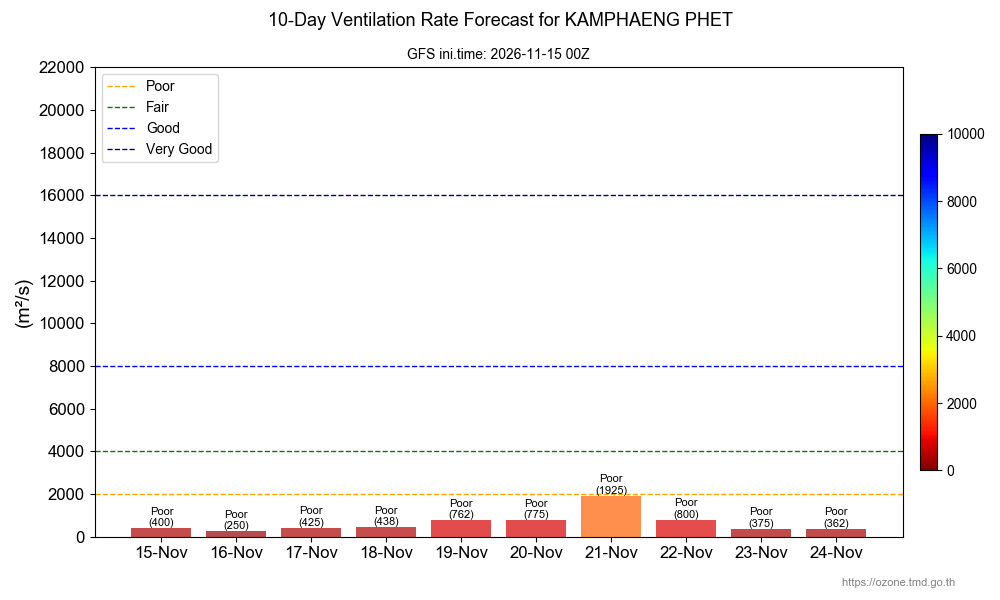 10-Day Ventilation Rate Forecast for KAMPHAENG PHET
GFS ini.time: 2026-11-15 00Z
22000
20000
18000
16000
14000
12000
10000
8000
6000
4000
2000
0
(m²/s)
Poor
Fair
Good
Very Good
Poor
(400)
Poor
(250)
Poor
(425)
Poor
(438)
Poor
(762)
Poor
(775)
Poor
(1925)
Poor
(800)
Poor
(375)
Poor
(362)
15-Nov
16-Nov
17-Nov
18-Nov
19-Nov
20-Nov
21-Nov
22-Nov
23-Nov
24-Nov
10000
8000
6000
4000
2000
0
https://ozone.tmd.go.th